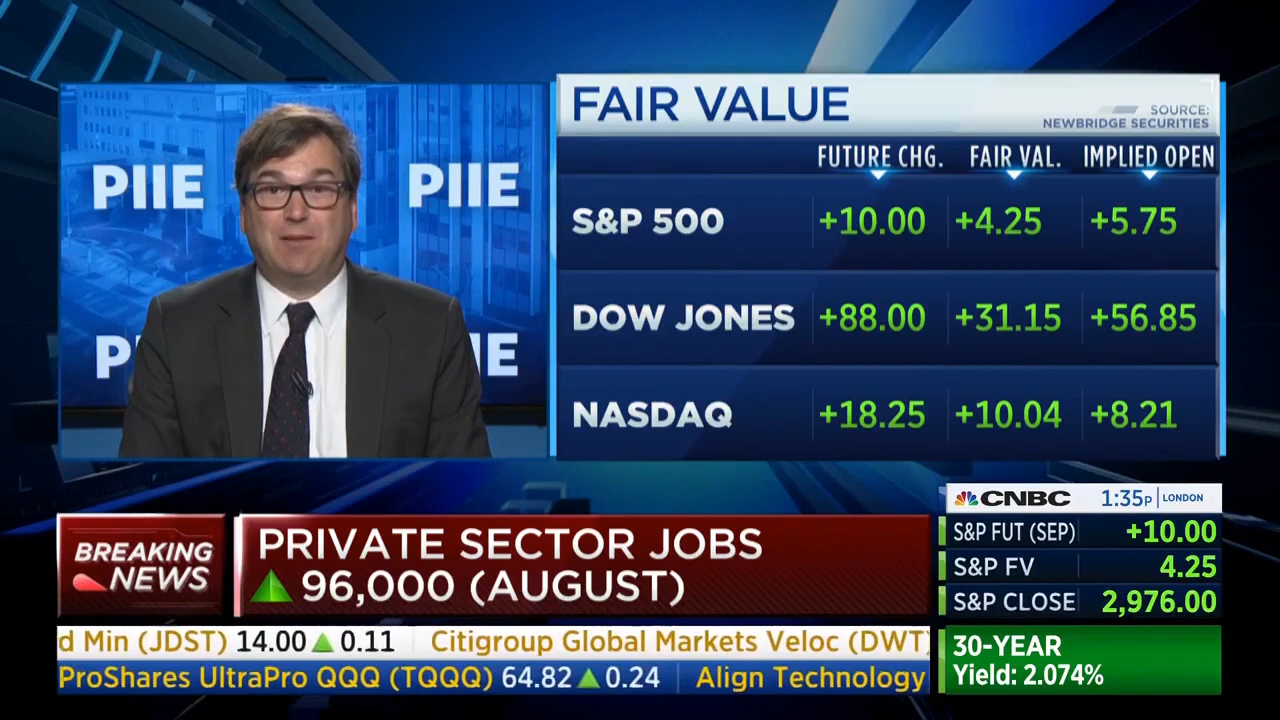 PIIE
PIIE
PI
IE
FAIR VALUE
SOURCE:
NEWBRIDGE SECURITIES
FUTURE CHG. FAIR VAL. IMPLIED OPEN
S&P 500 +10.00 +4.25 +5.75
DOW JONES +88.00 +31.15 +56.85
NASDAQ +18.25 +10.04 +8.21
BREAKING
NEWS
PRIVATE SECTOR JOBS
▲ 96,000 (AUGUST)
CNBC 1:35P LONDON
S&P FUT (SEP) +10.00
S&P FV 4.25
S&P CLOSE 2,976.00
30-YEAR
Yield: 2.074%
d Min (JDST) 14.00 ▲ 0.11 Citigroup Global Markets Veloc (DWT)
ProShares UltraPro QQQ (TQQQ) 64.82 ▲ 0.24 Align Technology